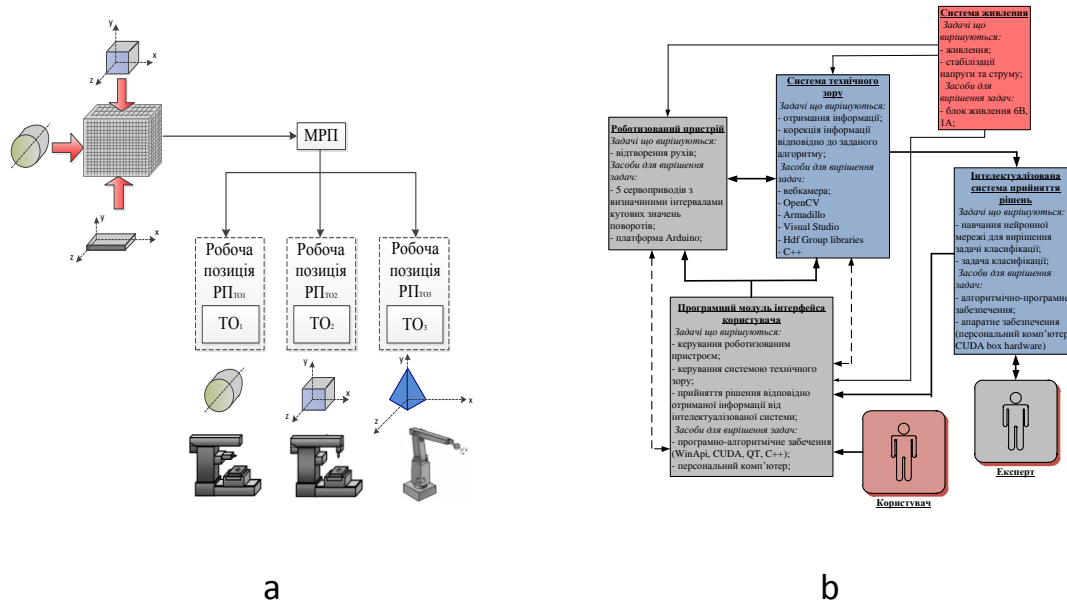 y
x
z
МРП
y
x
z
Робоча
позиція
РПТО1
ТО1
Робоча
позиція
РПТО2
ТО2
Робоча
позиція
РПТО3
ТО3
y
x
z
y
x
z
a
Система живлення
Задачі що
вирішуються:
- живлення;
- стабілізації
напруги та струму;
Засоби для
вирішення задач:
- блок живлення 6В,
1А;
Система технічного
зору
Задачі що вирішуються:
- отримання інформації;
- корекція інформації
відповідно до заданого
алгоритму;
Засоби для вирішення
задач:
- вебкамера;
- OpenCV
- Armadillo
- Visual Studio
- Hdf Group libraries
- C++
Роботизований пристрій
Задачі що вирішуються:
- відтворення рухів;
Засоби для вирішення
задач:
- 5 сервоприводів з
визначиними інтервалами
кутових значень
поворотів;
- платформа Arduino;
Інтелектуалізована
система прийняття
рішень
Задачі що вирішуються:
- навчання нейронної
мережі для вирішення
задачі класифікації;
- задача класифікації;
Засоби для вирішення
задач:
- алгоритмічно-програмне
забезпечення;
- апаратне забезпечення
(персональний комп’ютер,
CUDA box hardware)
Програмний модуль інтерфейса
користувача
Задачі що вирішуються:
- керування роботизованим
пристроєм;
- керування системою технічного
зору;
- прийняття рішення відповідно
отриманої інформації від
інтелектуалізованої системи;
Засоби для вирішення задач:
- програмно-алгоритмічне забечення
(WinApi, CUDA, QT, C++);
- персональний комп’ютер;
Експерт
Користувач
b